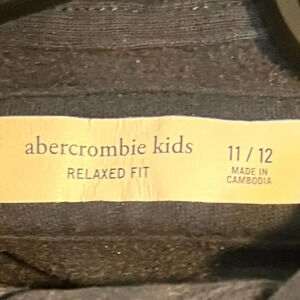 abercrombie kids
RELAXED FIT
11 / 12
MADE IN
CAMBODIA